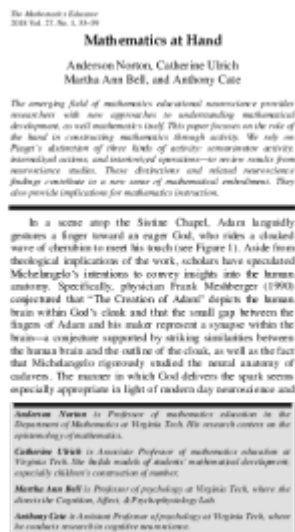 The Mathematics Educator
2018 Vol. 27, No. 1, 33–59
Mathematics at Hand
Anderson Norton, Catherine Ulrich
Martha Ann Bell, and Anthony Cate
The emerging field of mathematics educational neuroscience provides
researchers with new approaches to understanding mathematical
development, as well mathematics itself. This paper focuses on the role of
the hand in constructing mathematics through activity. We rely on
Piaget's distinction of three kinds of activity: sensorimotor activity,
internalized actions, and interiorized operations—to review results from
neuroscience studies. These distinctions and related neuroscience
findings contribute to a new sense of mathematical embodiment. They
also provide implications for mathematics instruction.
In a scene atop the Sistine Chapel, Adam languidly
gestures a finger toward an eager God, who rides a cloaked
wave of cherubim to meet his touch (see Figure 1). Aside from
theological implications of the work, scholars have speculated
Michelangelo's intentions to convey insights into the human
anatomy. Specifically, physician Frank Meshberger (1990)
conjectured that “The Creation of Adam” depicts the human
brain within God's cloak and that the small gap between the
fingers of Adam and his maker represent a synapse within the
brain—a conjecture supported by striking similarities between
the human brain and the outline of the cloak, as well as the fact
that Michelangelo rigorously studied the neural anatomy of
cadavers. The manner in which God delivers the spark seems
especially appropriate in light of modern day neuroscience and
Anderson Norton is Professor of mathematics education in the
Department of Mathematics at Virginia Tech. His research centers on the
epistemology of mathematics.
Catherine Ulrich is Associate Professor of mathematics education at
Virginia Tech. She builds models of students' mathematical development,
especially children's construction of number.
Martha Ann Bell is Professor of psychology at Virginia Tech, where she
directs the Cognition, Affect, & Psychophysiology Lab.
Anthony Cate is Assistant Professor of psychology at Virginia Tech, where
he conducts research in cognitive neuroscience.